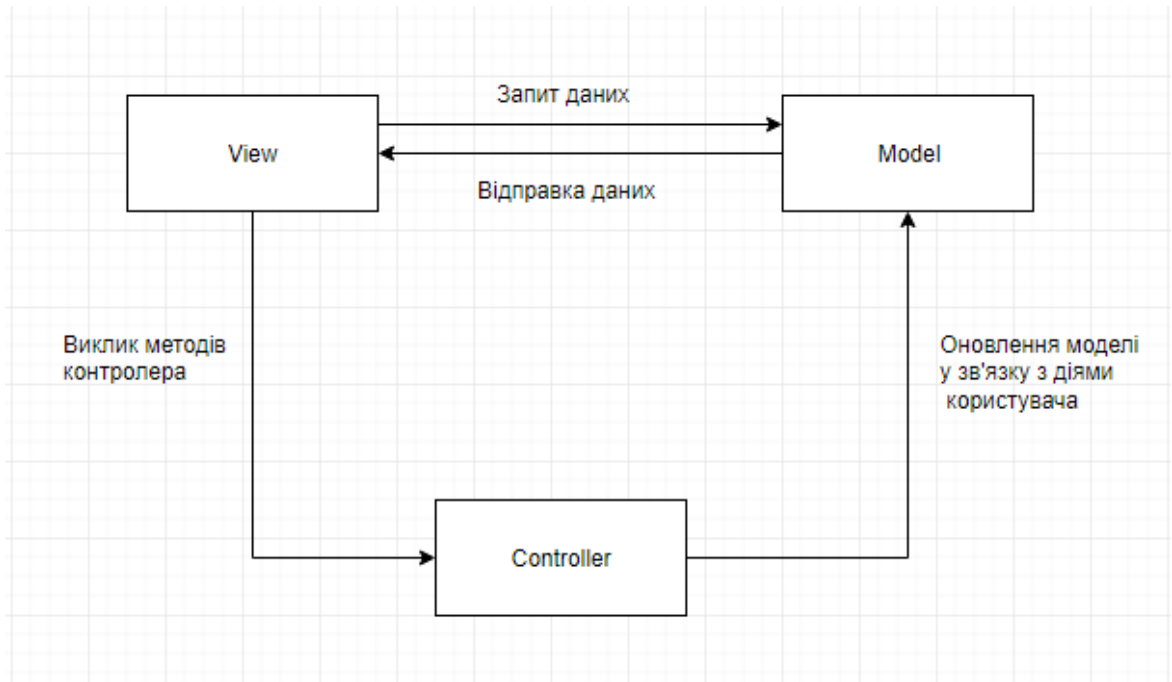 Запит даних
View
Model
Відправка даних
Виклик методів
контролера
Оновлення моделі
у зв'язку з діями
користувача
Controller